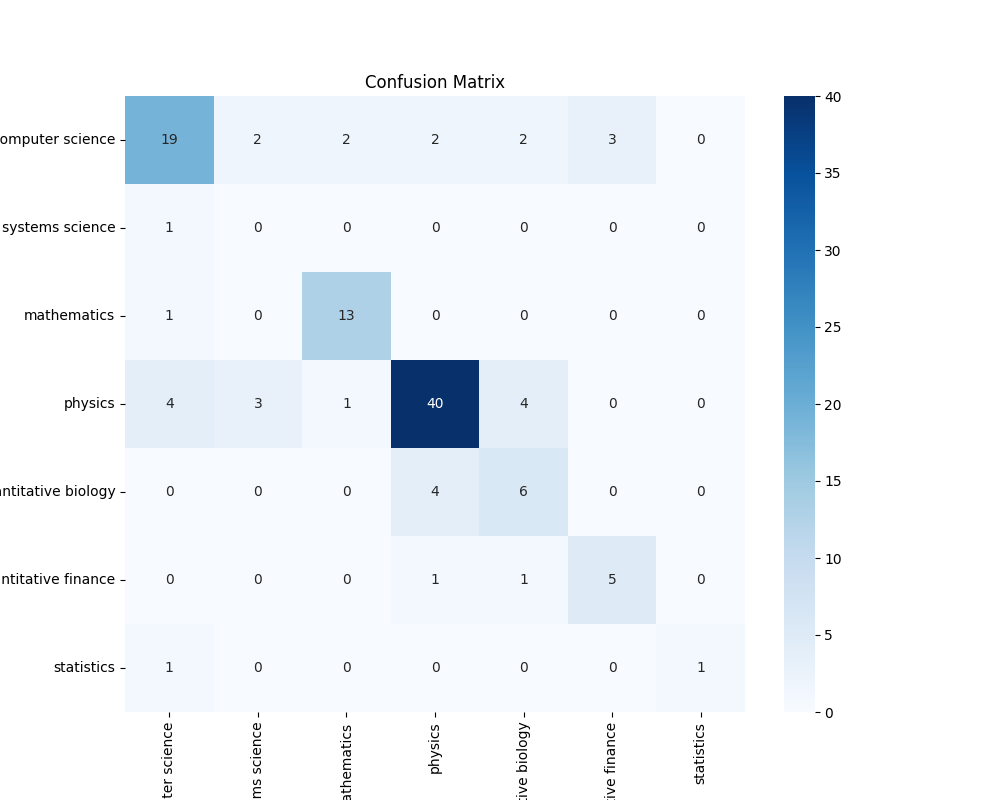 Confusion Matrix
omputer science 19 2 2 2 2 3 0
systems science 1 0 0 0 0 0 0
mathematics 1 0 13 0 0 0 0
physics 4 3 1 40 4 0 0
ntitative biology 0 0 0 4 6 0 0
ntitative finance 0 0 0 1 1 5 0
statistics 1 0 0 0 0 0 1
ter science
ms science
athematics
physics
tive biology
ive finance
statistics
40
35
30
25
20
15
10
5
0